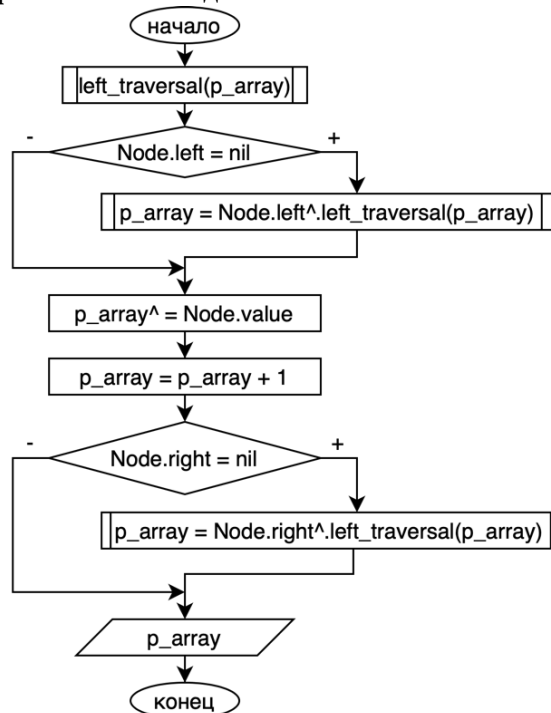 начало
left_traversal(p_array)
- +
Node.left = nil
p_array = Node.left^.left_traversal(p_array)
p_array^ = Node.value
p_array = p_array + 1
- +
Node.right = nil
p_array = Node.right^.left_traversal(p_array)
p_array
конец